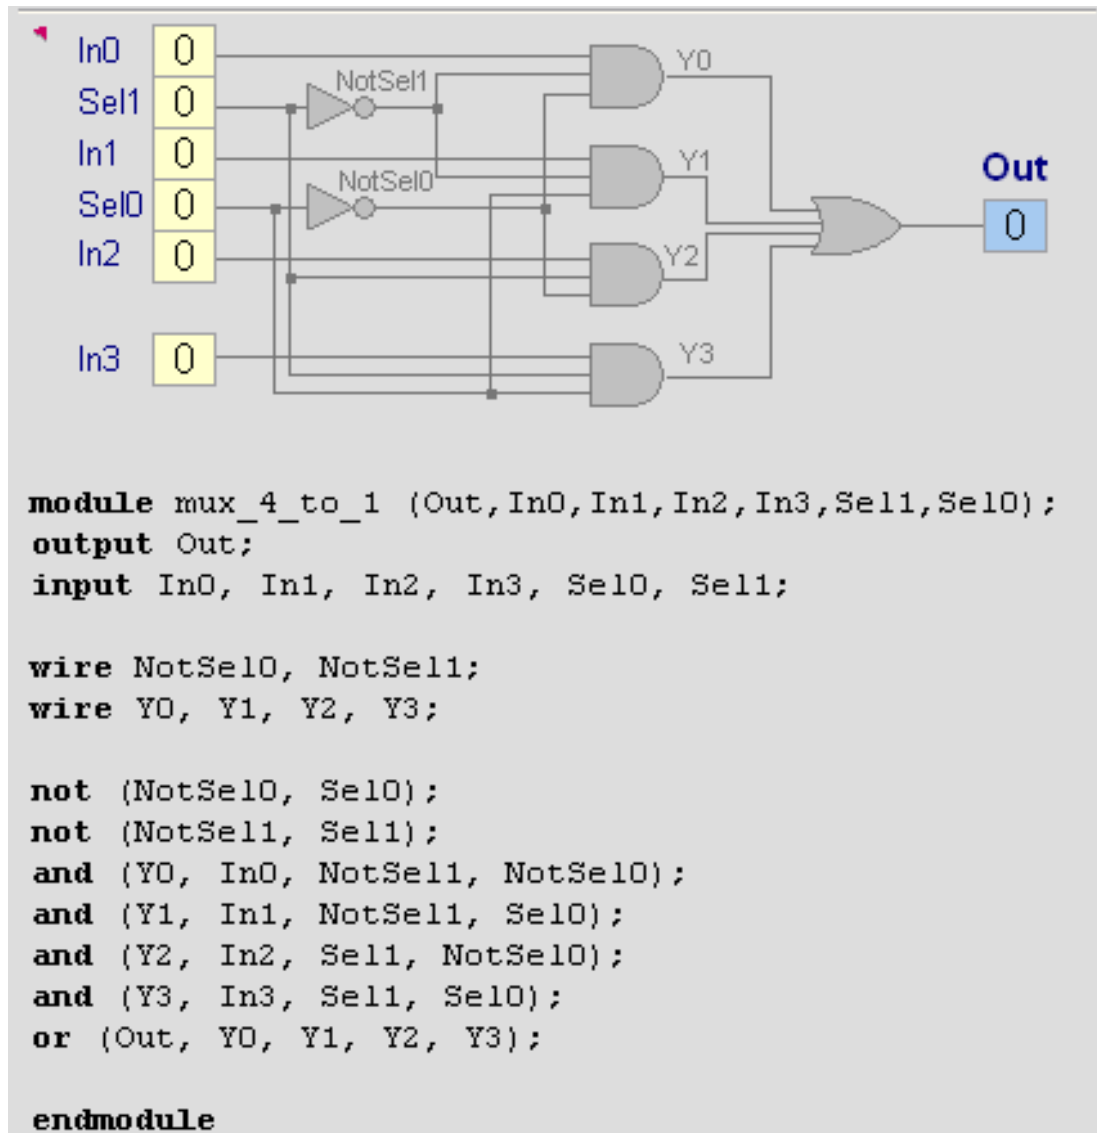 In0 0 Y0
NotSel1
Sel1 0
In1 0 Y1 Out
NotSel0
Sel0 0 0
In2 0 Y2
In3 0 Y3
module mux_4_to_1 (Out,In0,In1,In2,In3,Sel1,Sel0);
output Out;
input In0, In1, In2, In3, Sel0, Sel1;
wire NotSel0, NotSel1;
wire Y0, Y1, Y2, Y3;
not (NotSel0, Sel0);
not (NotSel1, Sel1);
and (Y0, In0, NotSel1, NotSel0);
and (Y1, In1, NotSel1, Sel0);
and (Y2, In2, Sel1, NotSel0);
and (Y3, In3, Sel1, Sel0);
or (Out, Y0, Y1, Y2, Y3);
endmodule